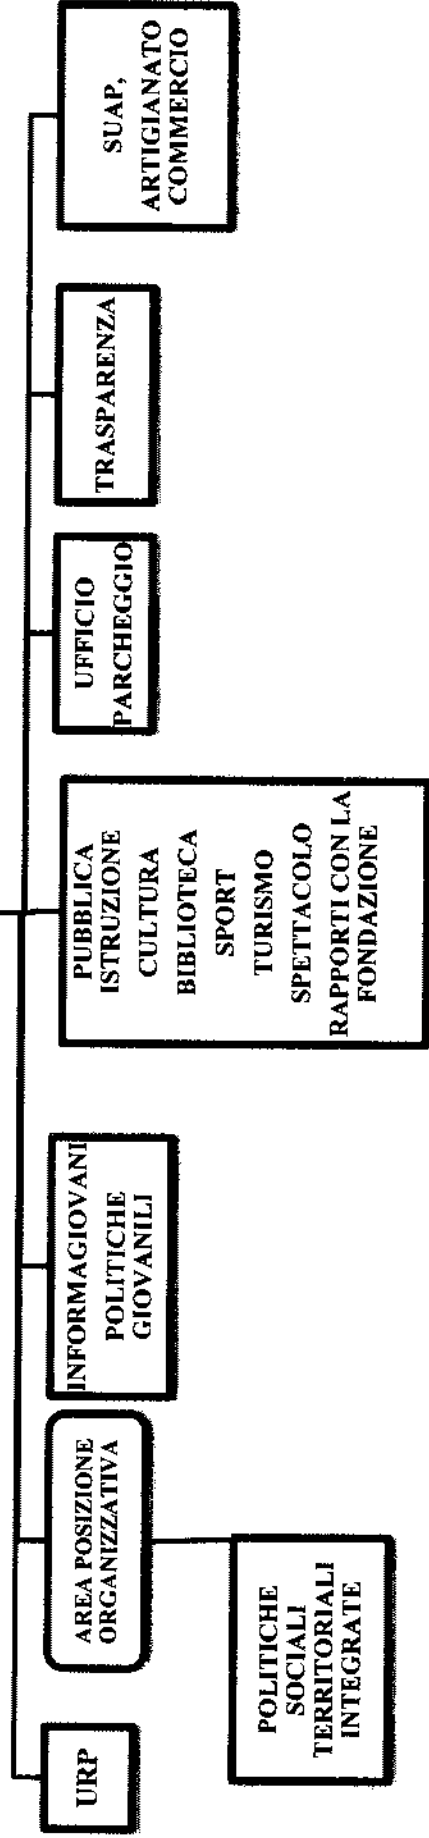 URP
AREA POSIZIONE
ORGANIZZATIVA
POLITICHE
SOCIALI
TERRITORIALI
INTEGRATE
INFORMAGIOVANI
POLITICHE
GIOVANILI
PUBBLICA
ISTRUZIONE
CULTURA
BIBLIOTECA
SPORT
TURISMO
SPETTACOLO
RAPPORTI CON LA
FONDAZIONE
UFFICIO
PARCHEGGIO
TRASPARENZA
SUAP,
ARTIGIANATO
COMMERCIO